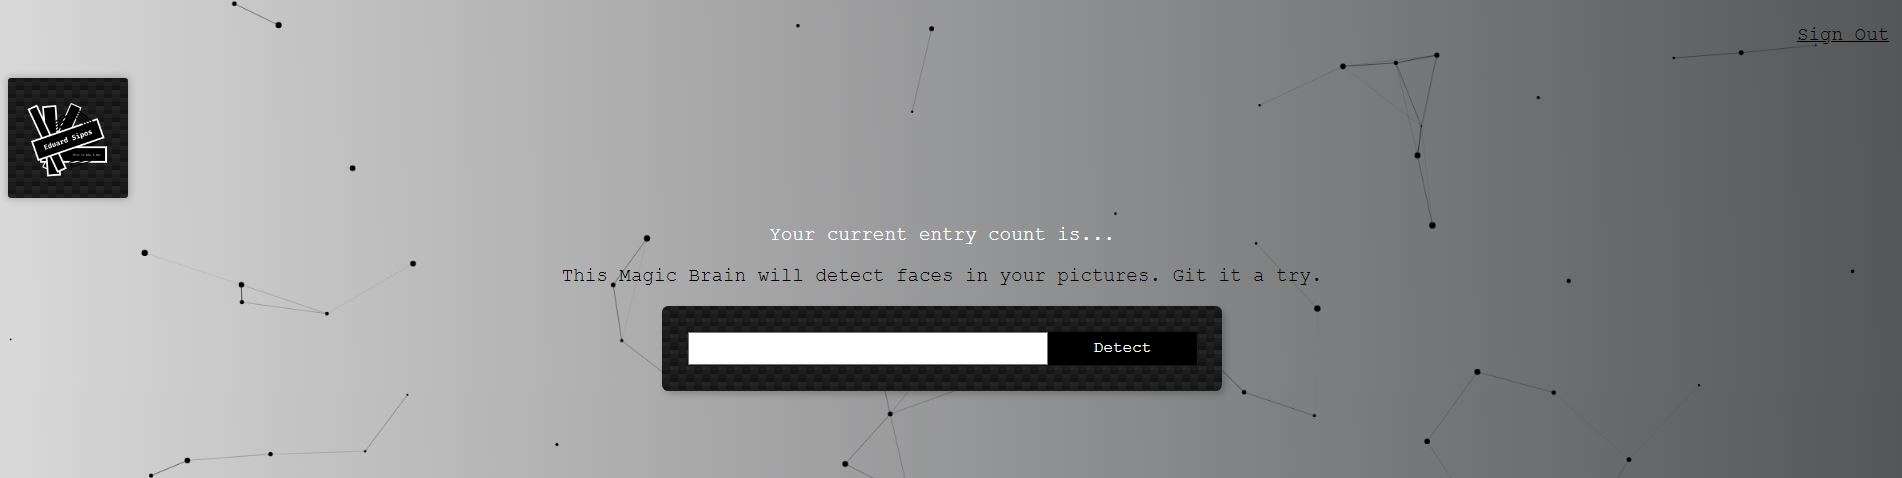 Sign Out
Eduard Sipos
Your current entry count is...
This Magic Brain will detect faces in your pictures. Git it a try.
Detect